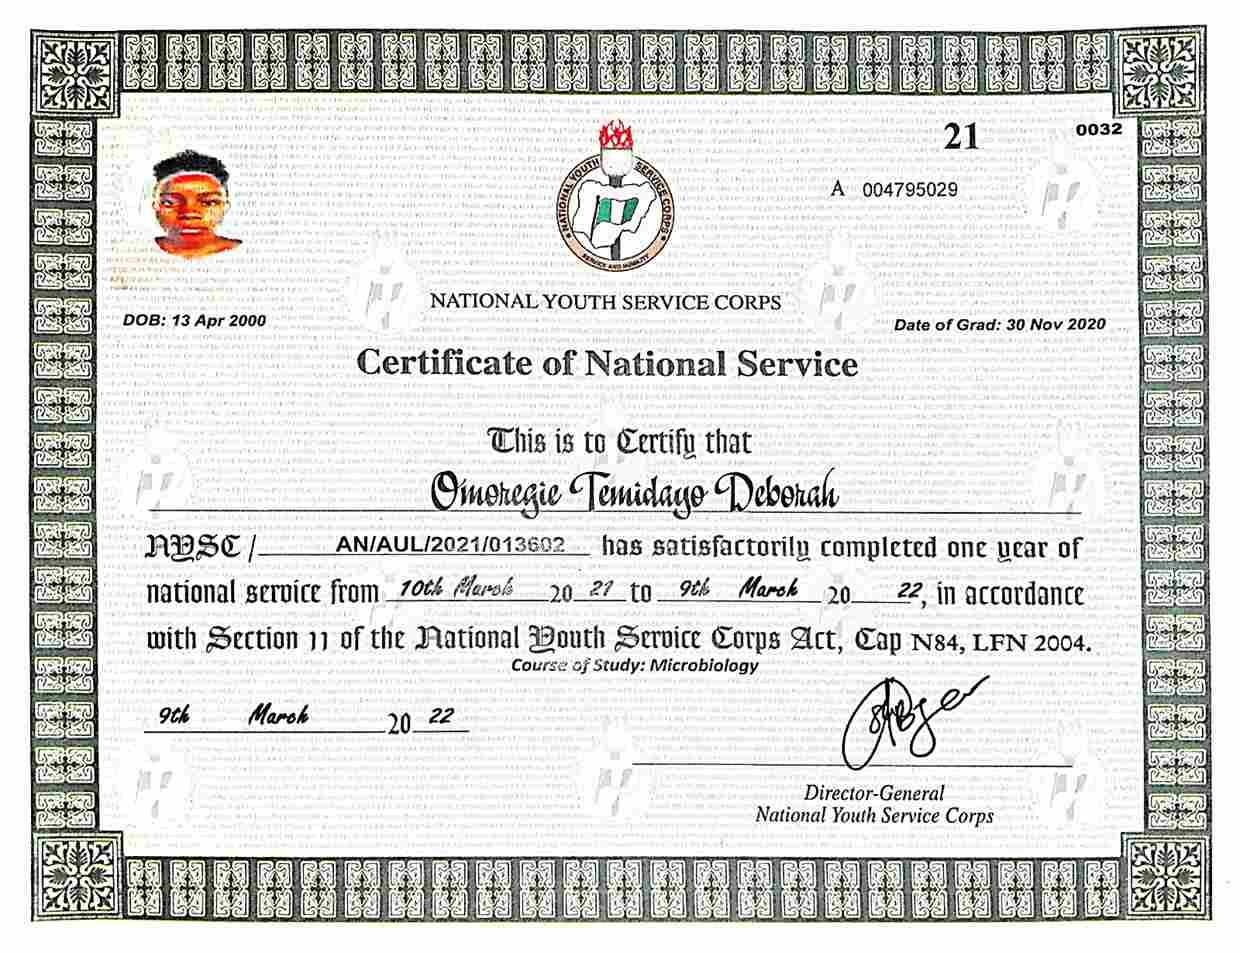 21
0032
A 004795029
NATIONAL YOUTH SERVICE CORPS
SERVICE AND HUMILITY
NATIONAL YOUTH SERVICE CORPS
DOB: 13 Apr 2000
Date of Grad: 30 Nov 2020
Certificate of National Service
This is to Certify that
Omoregie Temidayo Deborah
NYSC / AN/AUL/2021/013602 has satisfactorily completed one year of
national service from 10th March 20 21 to 9th March 20 22, in accordance
with Section 11 of the National Youth Service Corps Act, Cap N84, LFN 2004.
Course of Study: Microbiology
9th March 20 22
Director-General
National Youth Service Corps